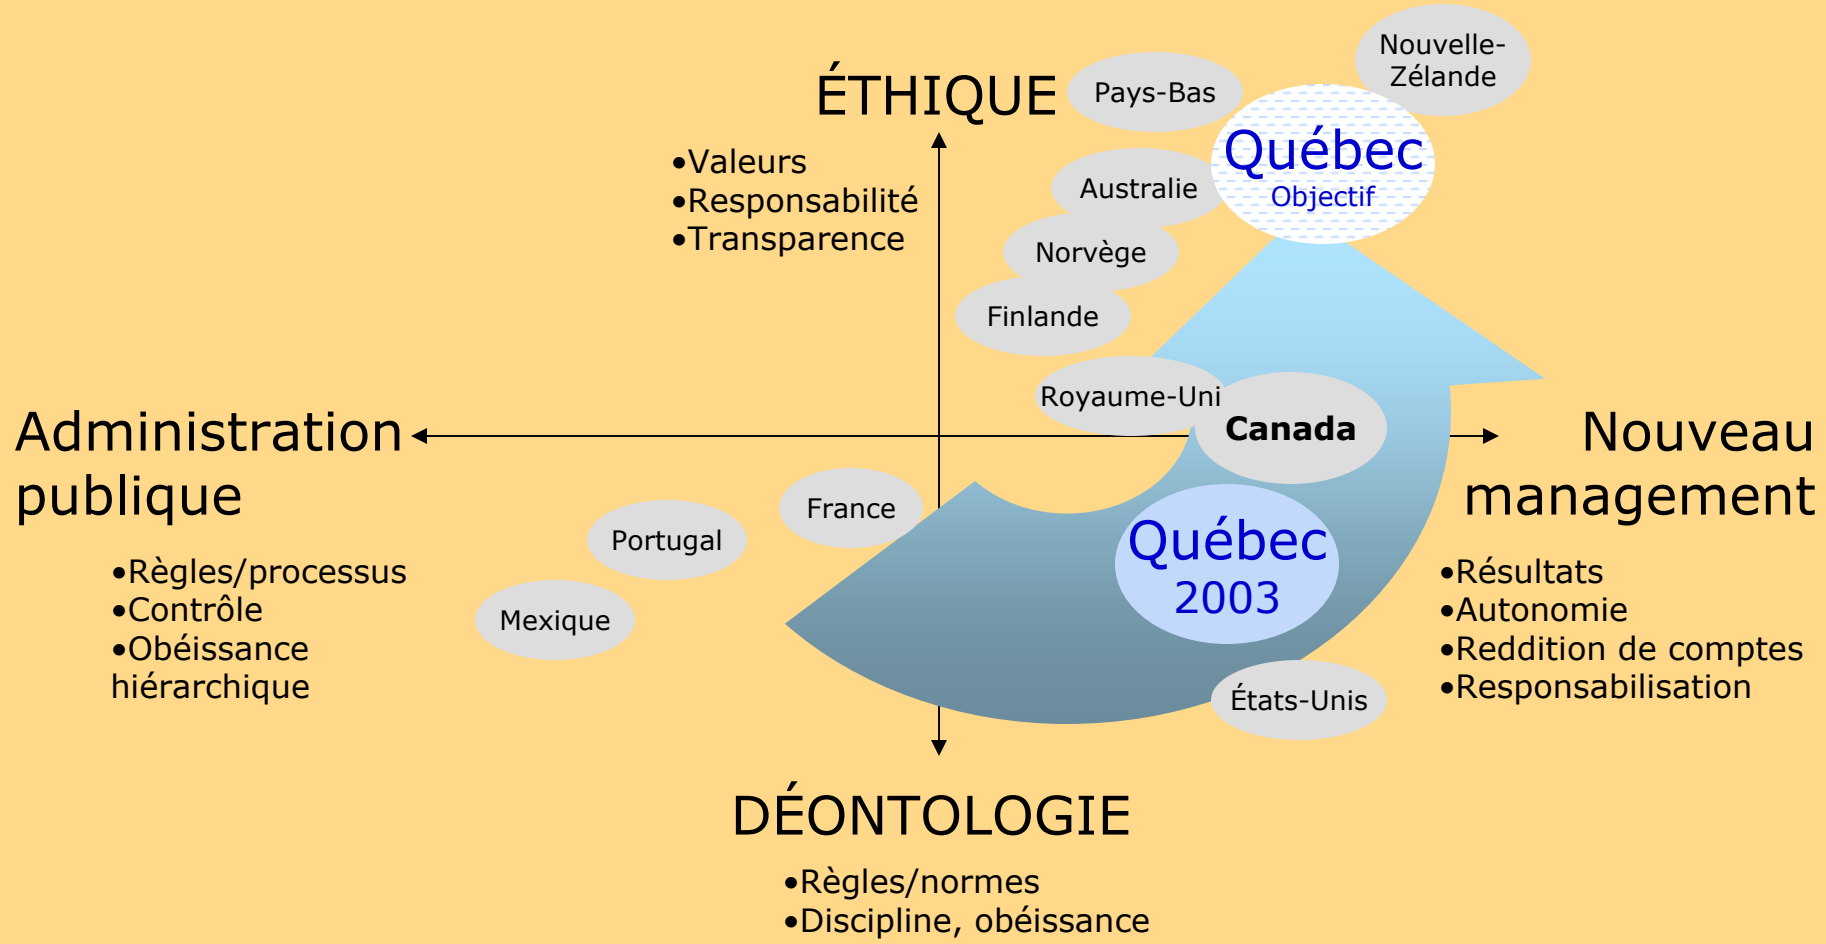 Nouvelle-
Zélande
ÉTHIQUE
Pays-Bas
Québec
Objectif
•Valeurs
•Responsabilité
•Transparence
Australie
Norvège
Finlande
Royaume-Uni
Canada
Administration
publique
Nouveau
management
France
Portugal
Mexique
Québec
2003
États-Unis
•Règles/processus
•Contrôle
•Obéissance
hiérarchique
•Résultats
•Autonomie
•Reddition de comptes
•Responsabilisation
DÉONTOLOGIE
•Règles/normes
•Discipline, obéissance